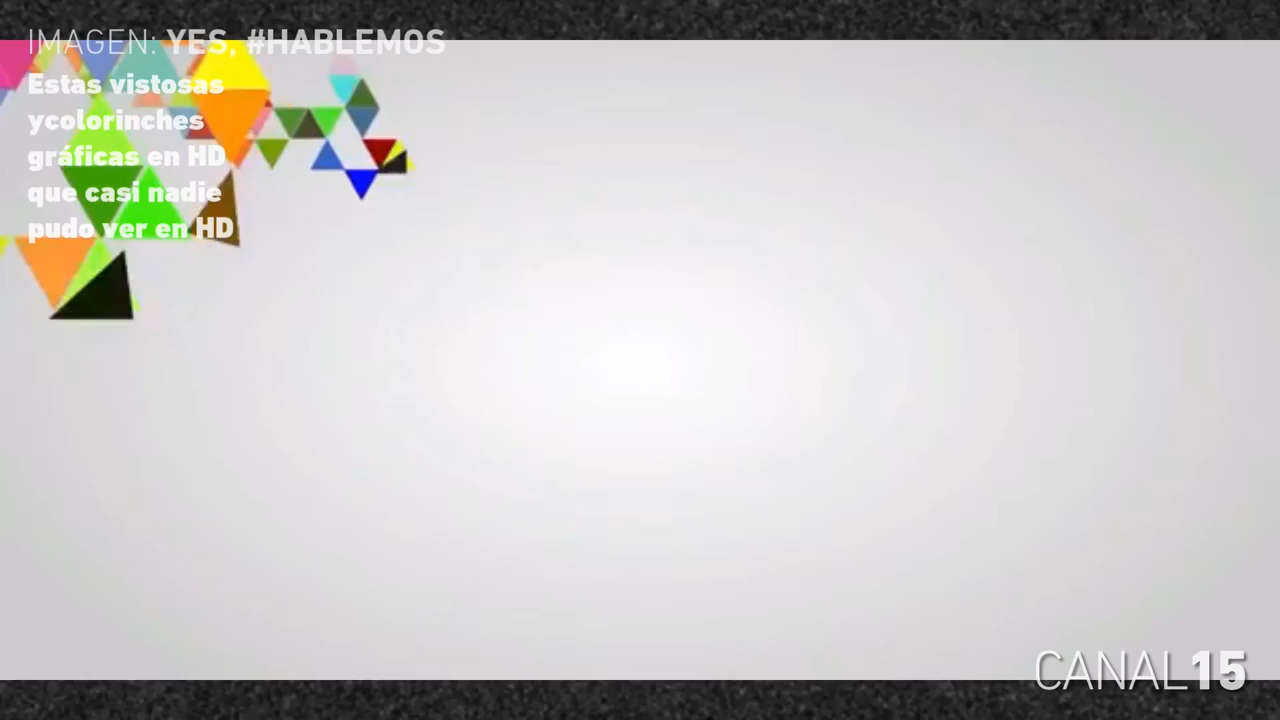 IMAGEN: YES, #HABLEMOS
Estas vistosas
ycolorinches
gráficas en HD
que casi nadie
pudo ver en HD
CANAL15